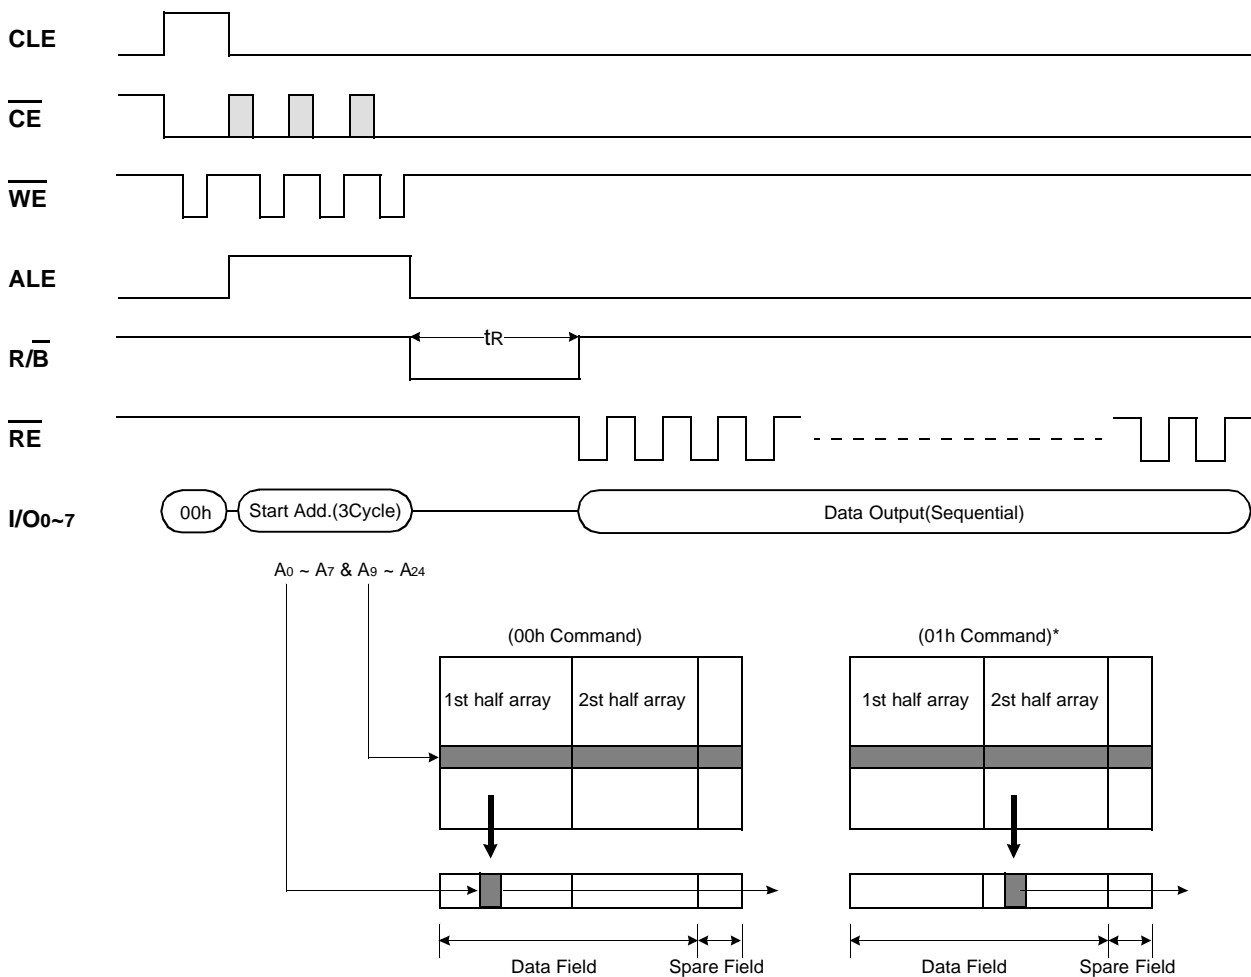 CLE
CE
WE
ALE
R/B
tR
RE
I/O0~7
00h
Start Add.(3Cycle)
Data Output(Sequential)
A0 ~ A7 & A9 ~ A24
(00h Command)
(01h Command)*
1st half array
2st half array
1st half array
2st half array
Data Field
Spare Field
Data Field
Spare Field